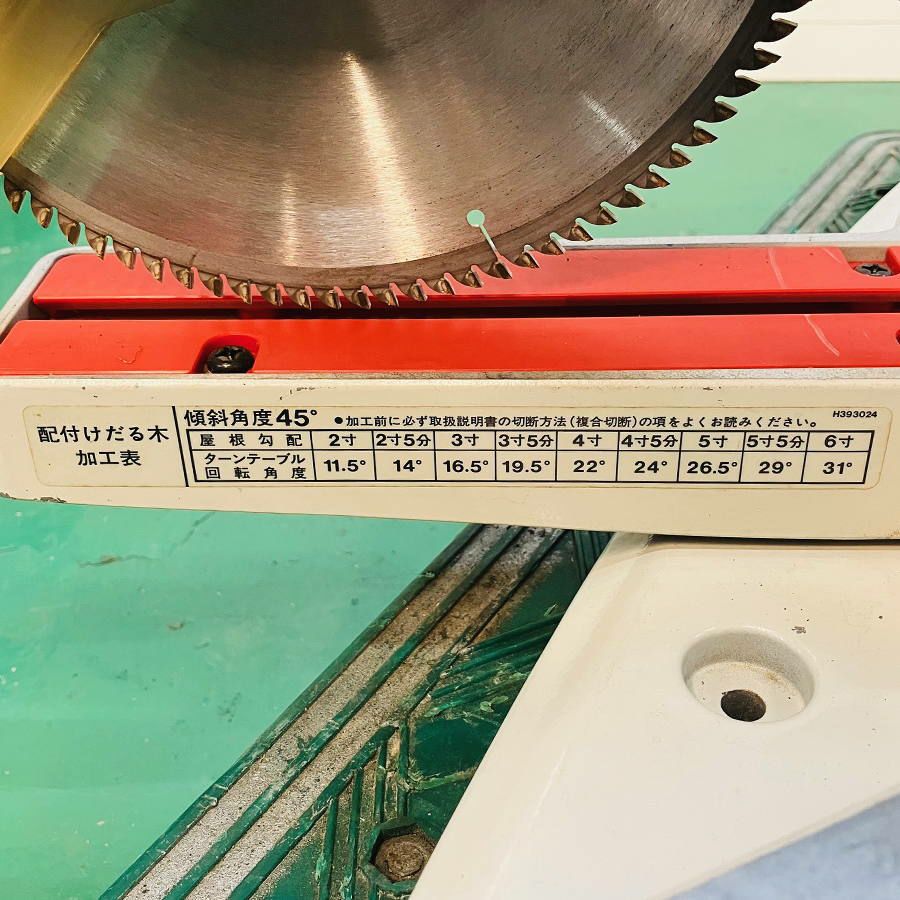 配付けだる木
加工表
傾斜角度45° ●加工前に必ず取扱説明書の切断方法(複合切断)の項をよくお読みください。
H393024
屋根勾配 2寸 2寸5分 3寸 3寸5分 4寸 4寸5分 5寸 5寸5分 6寸
ターンテーブル
回転角度 11.5° 14° 16.5° 19.5° 22° 24° 26.5° 29° 31°